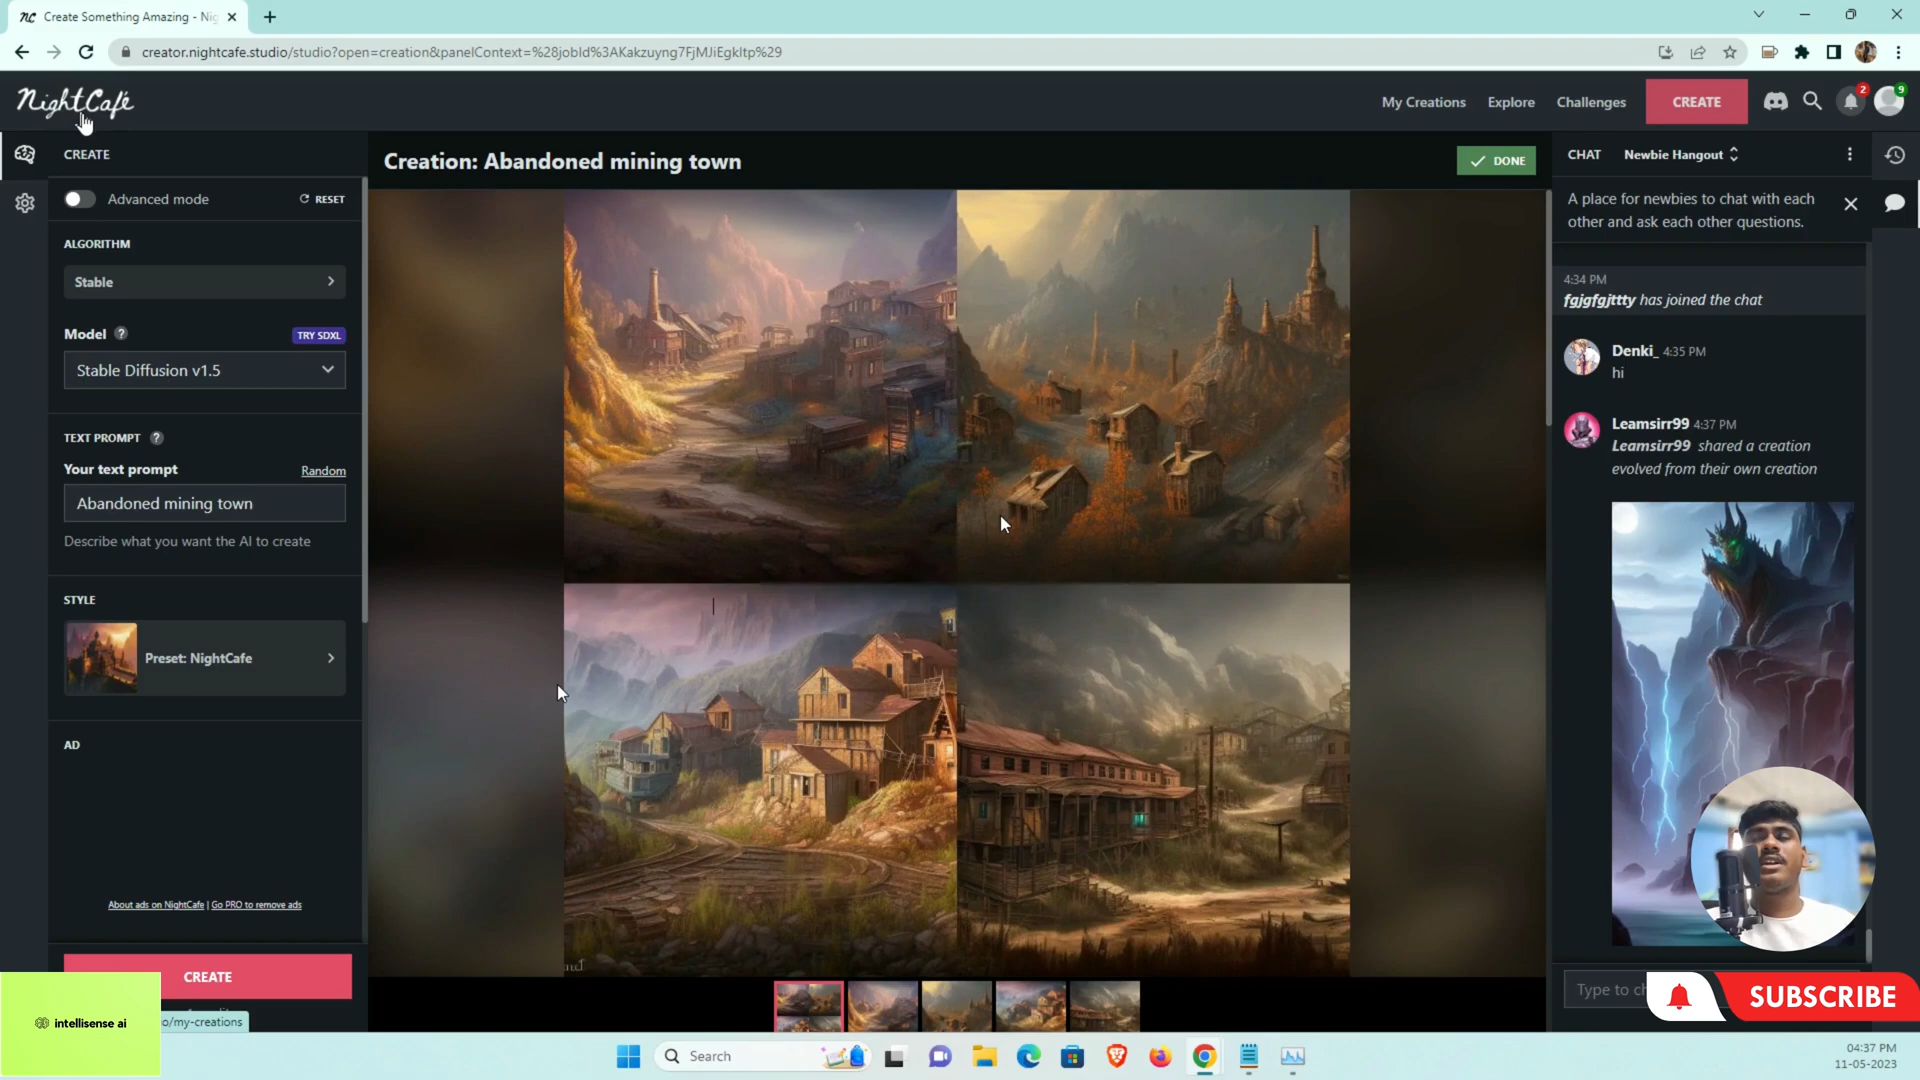 Create Something Amazing - Nig
creator.nightcafe.studio/studio?open=creation&panelContext=%28jobId%3AKakzuyng7FjMJiEgkItp%29
NightCafé
My Creations
Explore
Challenges
CREATE
2
9
CREATE
Advanced mode
RESET
ALGORITHM
Stable
Model ?
TRY SDXL
Stable Diffusion v1.5
TEXT PROMPT ?
Your text prompt
Random
Abandoned mining town
Describe what you want the AI to create
STYLE
Preset: NightCafe
AD
About ads on NightCafe | Go PRO to remove ads
CREATE
o/my-creations
intellisense ai
Creation: Abandoned mining town
DONE
CHAT
Newbie Hangout
A place for newbies to chat with each
other and ask each other questions.
4:34 PM
fgjgfgjttty has joined the chat
Denki_ 4:35 PM
hi
Leamsirr99 4:37 PM
Leamsirr99 shared a creation
evolved from their own creation
Type to
SUBSCRIBE
Search
04:37 PM
11-05-2023